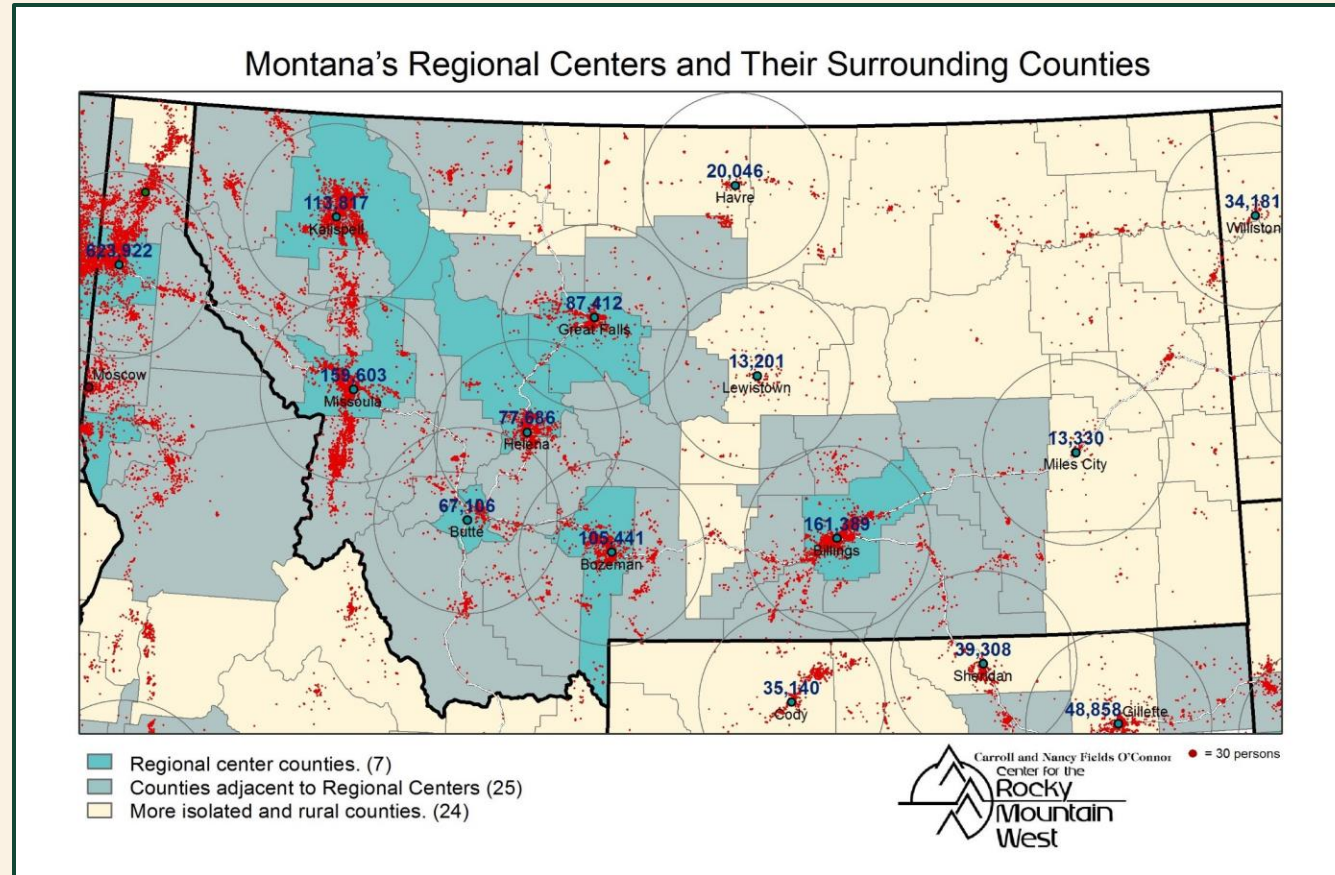 Montana's Regional Centers and Their Surrounding Counties
20,046
Havre
34,181
Williston
113,817
Kalispell
623,922
87,412
Great Falls
13,201
Lewistown
Moscow
159,603
Missoula
77,686
Helena
13,330
Miles City
67,106
Butte
105,441
Bozeman
161,389
Billings
39,308
Sheridan
35,140
Cody
48,858
Gillette
Regional center counties. (7)
Counties adjacent to Regional Centers (25)
More isolated and rural counties. (24)
Carroll and Nancy Fields O'Connor
Center for the
Rocky
Mountain
West
= 30 persons